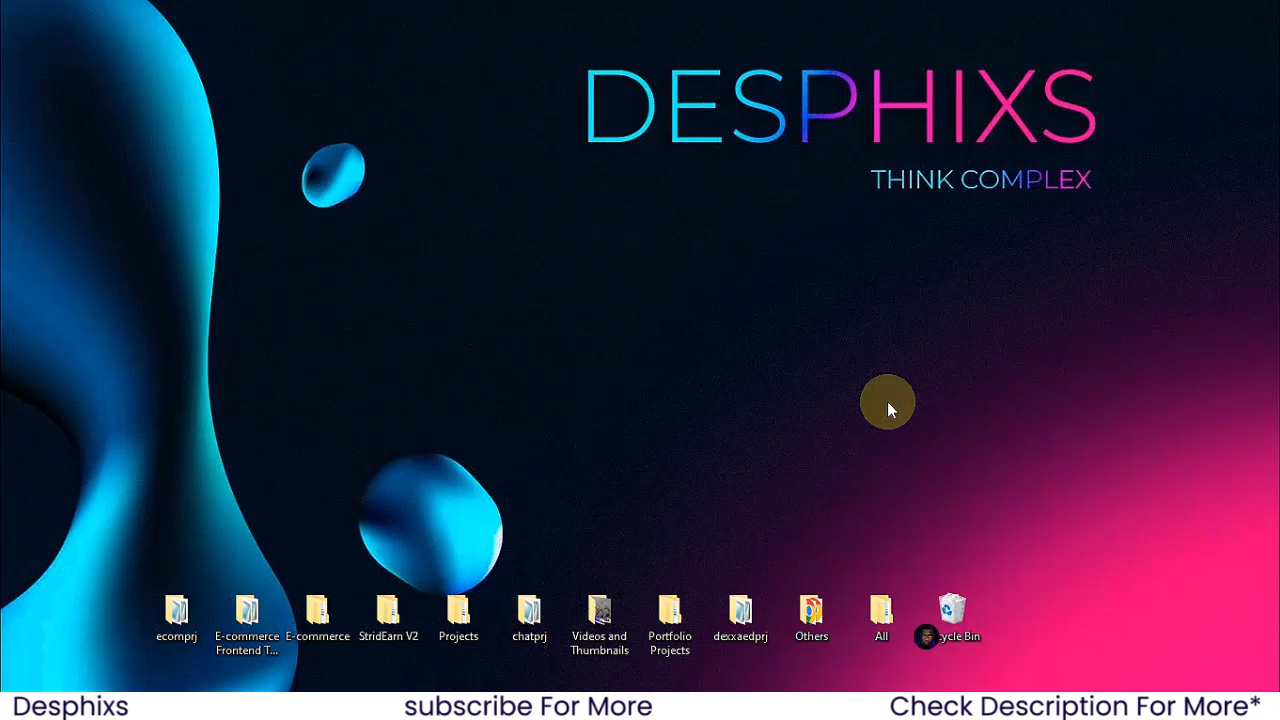 DESPHIXS
THINK COMPLEX
ecomprj
E-commerce
Frontend T...
E-commerce
StridEarn V2
Projects
chatprj
Videos and
Thumbnails
Portfolio
Projects
dexxaedprj
Others
All
cycle Bin
Desphixs
subscribe For More
Check Description For More*